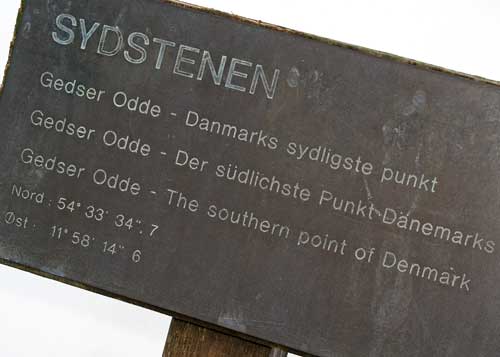 SYDSTENEN
Gedser Odde - Danmarks sydligste punkt
Gedser Odde - Der südlichste Punkt Dänemarks
Gedser Odde - The southern point of Denmark
Nord : 54° 33' 34". 7
Øst : 11° 58' 14" 6